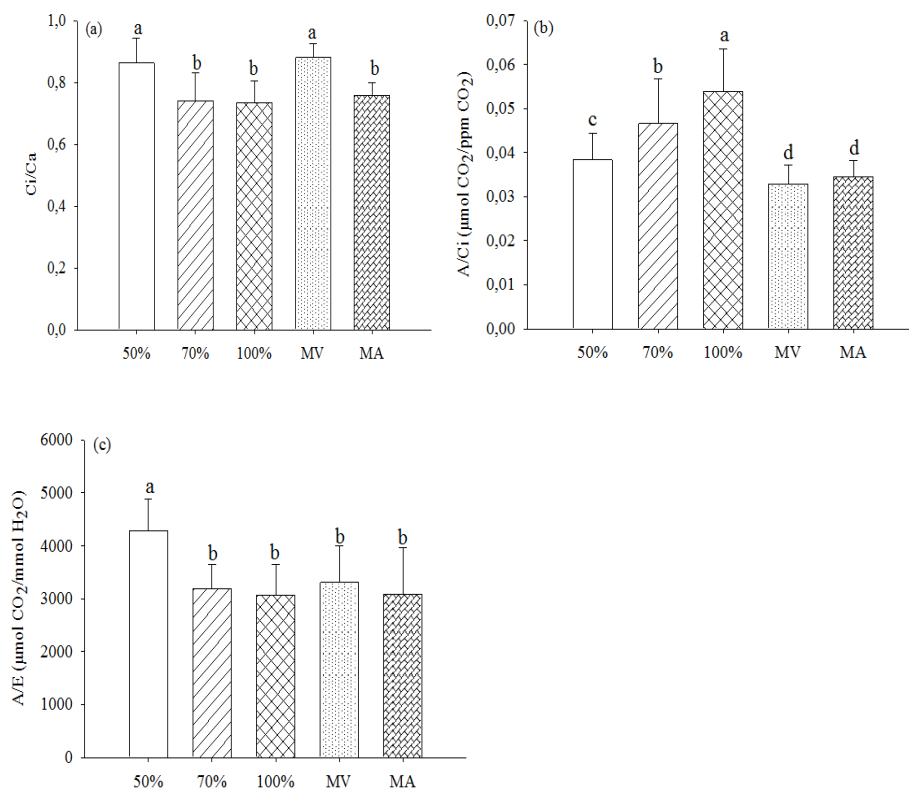 (a)
a
b
b
a
b
1,0
0,8
0,6
0,4
0,2
0,0
Ci/Ca
50% 70% 100% MV MA
(b)
c
b
a
d
d
0,07
0,06
0,05
0,04
0,03
0,02
0,01
0,00
A/Ci (µmol CO₂/ppm CO₂)
50% 70% 100% MV MA
(c)
a
b
b
b
b
6000
5000
4000
3000
2000
1000
0
A/E (µmol CO₂/mmol H₂O)
50% 70% 100% MV MA